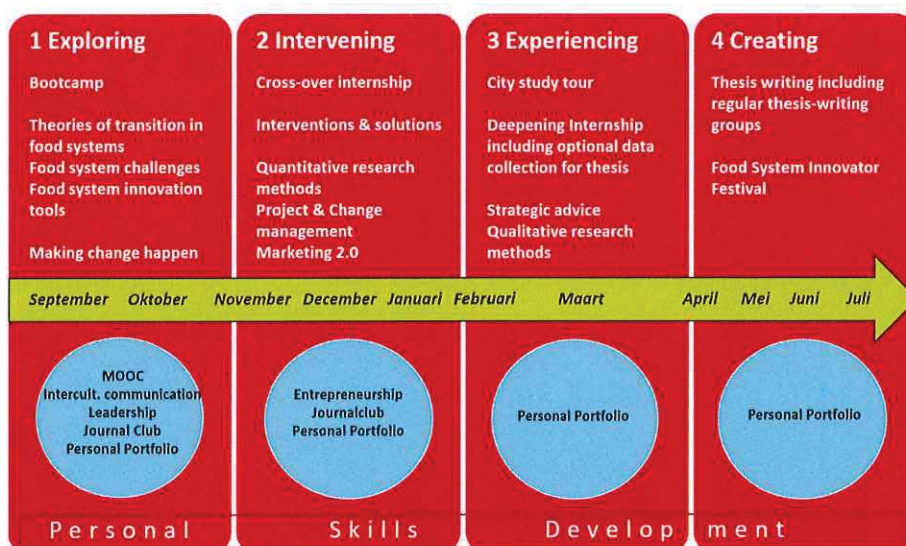 1 Exploring
Bootcamp
Theories of transition in
food systems
Food system challenges
Food system innovation
tools
Making change happen
2 Intervening
Cross-over internship
Interventions & solutions
Quantitative research
methods
Project & Change
management
Marketing 2.0
3 Experiencing
City study tour
Deepening Internship
including optional data
collection for thesis
Strategic advice
Qualitative research
methods
4 Creating
Thesis writing including
regular thesis-writing
groups
Food System Innovator
Festival
September Oktober November December Januari Februari Maart April Mei Juni Juli
MOOC
Intercult. communication
Leadership
Journal Club
Personal Portfolio
Entrepreneurship
Journalclub
Personal Portfolio
Personal Portfolio
Personal Portfolio
Personal Skills Development